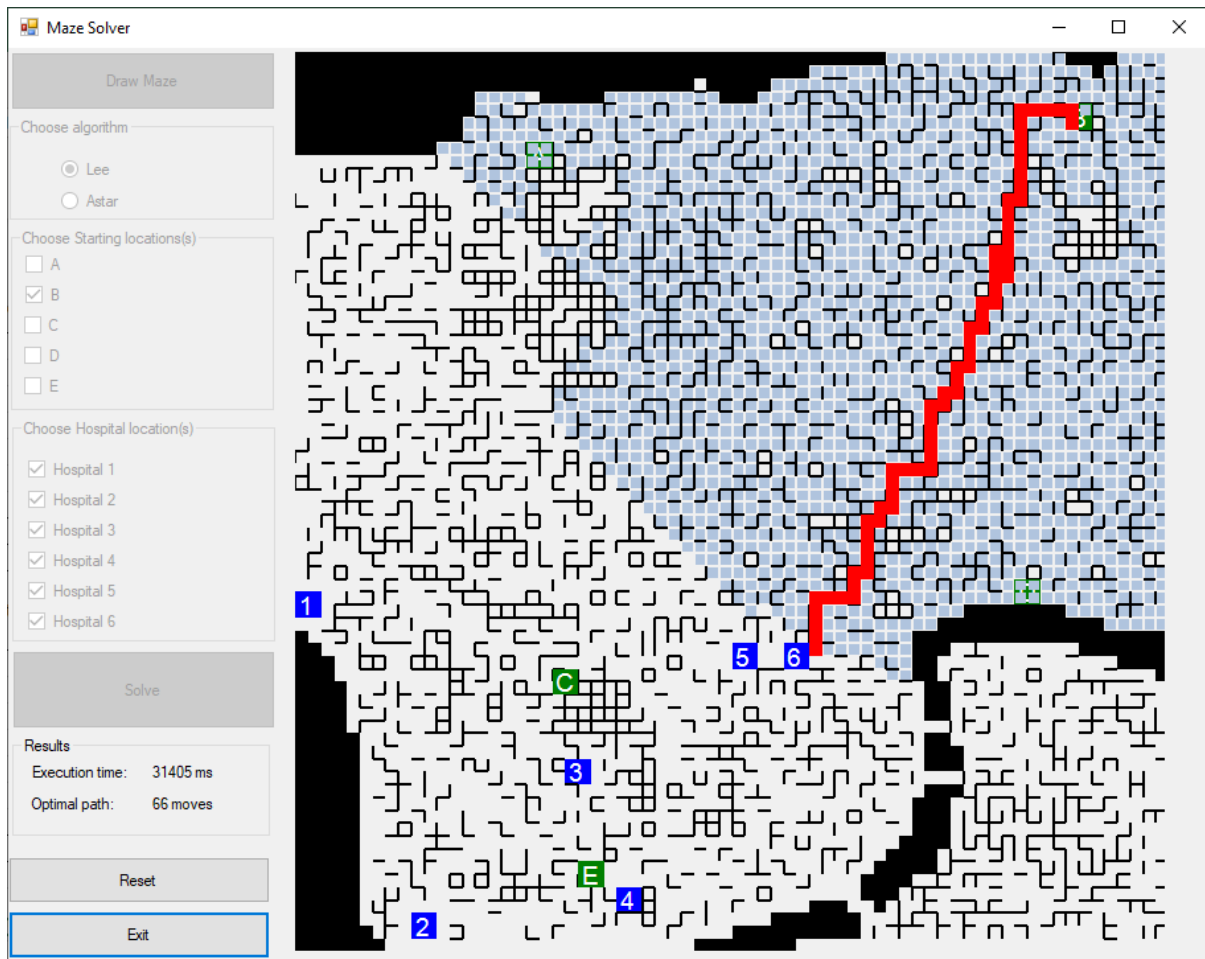 Maze Solver
Draw Maze
Choose algorithm
Lee
Astar
Choose Starting locations(s)
A
B
C
D
E
Choose Hospital location(s)
Hospital 1
Hospital 2
Hospital 3
Hospital 4
Hospital 5
Hospital 6
Solve
Results
Execution time: 31405 ms
Optimal path: 66 moves
Reset
Exit
1
5 6
C
3
E
4
2